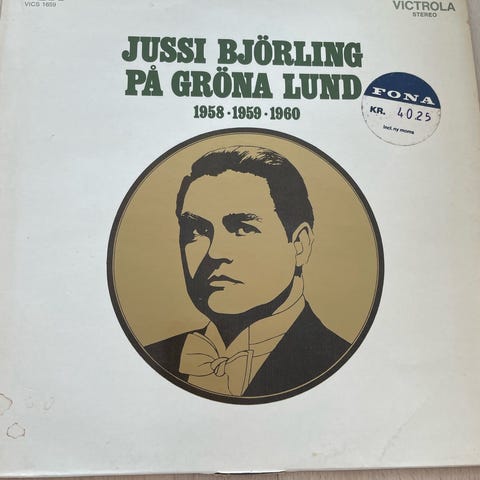 VICS 1659
VICTROLA
STEREO
JUSSI BJÖRLING
PÅ GRÖNA LUND
1958 · 1959 · 1960
FONA
KR. 40.25
Incl. ny moms